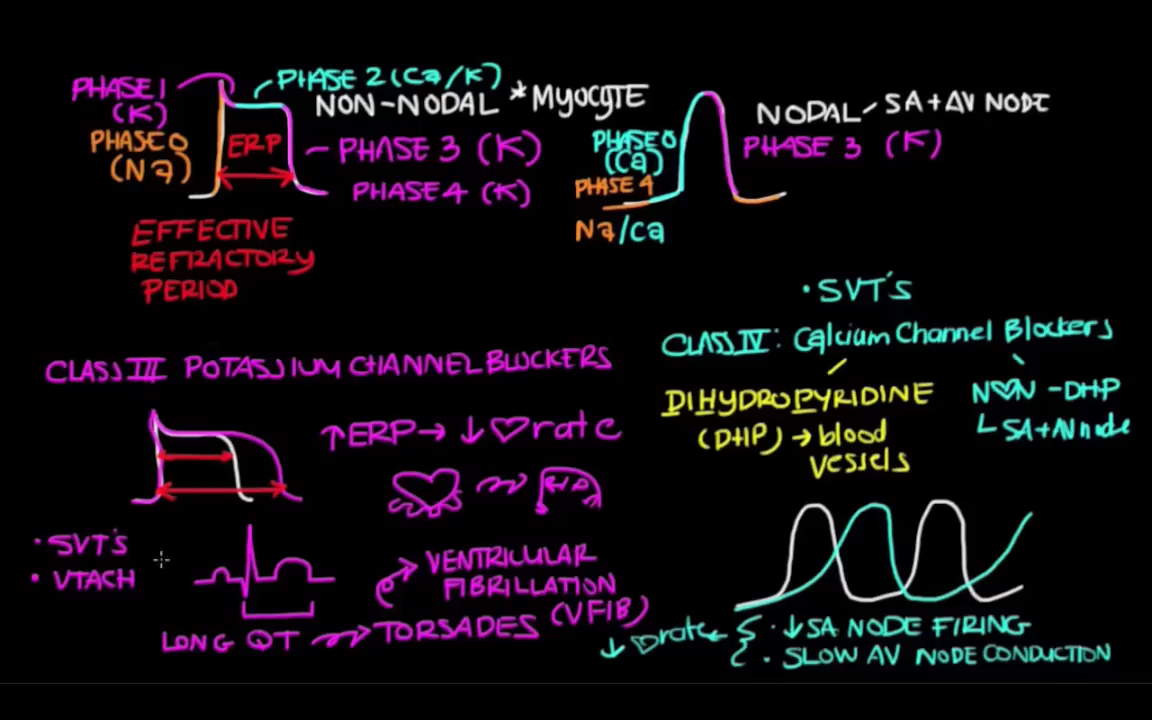 PHASE 1
(K)
PHASE 0
(Na)
PHASE 2 (Ca/K)
NON-NODAL *MYOCYTE
ERP
PHASE 3 (K)
PHASE 4 (K)
EFFECTIVE
REFRACTORY
PERIOD
NODAL - SA + AV NODE
PHASE 0
(Ca)
PHASE 3 (K)
PHASE 4
Na/Ca
CLASS III POTASSIUM CHANNEL BLOCKERS
↑ERP → ↓ ♡ rate
• SVT'S
• VTACH
LONG QT
TORSADES
VENTRICULAR
FIBRILLATION
(VFIB)
• SVT'S
CLASS IV: Calcium Channel Blockers
DIHYDROPYRIDINE
(DHP) → blood
vessels
NON-DHP
SA + AV node
↓ ♡rate
• ↓ SA NODE FIRING
• SLOW AV NODE CONDUCTION